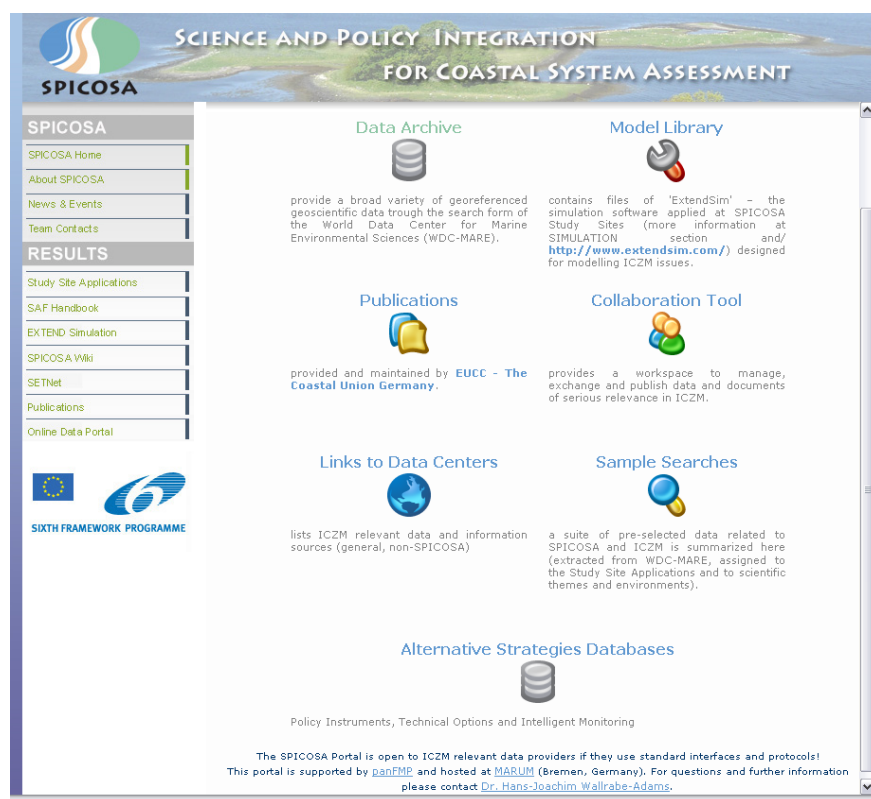 SCIENCE AND POLICY INTEGRATION
FOR COASTAL SYSTEM ASSESSMENT
SPICOSA
SPICOSA
SPICOSA Home
About SPICOSA
News & Events
Team Contacts
RESULTS
Study Site Applications
SAF Handbook
EXTEND Simulation
SPICOSA Wiki
SETNet
Publications
Online Data Portal
SIXTH FRAMEWORK PROGRAMME
Data Archive
provide a broad variety of georeferenced
geoscientific data trough the search form of
the World Data Center for Marine
Environmental Sciences (WDC-MARE).
Model Library
contains files of 'ExtendSim' – the
simulation software applied at SPICOSA
Study Sites (more information at
SIMULATION section and/
http://www.extendsim.com/) designed
for modelling ICZM issues.
Publications
provided and maintained by EUCC - The
Coastal Union Germany.
Collaboration Tool
provides a workspace to manage,
exchange and publish data and documents
of serious relevance in ICZM.
Links to Data Centers
lists ICZM relevant data and information
sources (general, non-SPICOSA)
Sample Searches
a suite of pre-selected data related to
SPICOSA and ICZM is summarized here
(extracted from WDC-MARE, assigned to
the Study Site Applications and to scientific
themes and environments).
Alternative Strategies Databases
Policy Instruments, Technical Options and Intelligent Monitoring
The SPICOSA Portal is open to ICZM relevant data providers if they use standard interfaces and protocols!
This portal is supported by panFMP and hosted at MARUM (Bremen, Germany). For questions and further information
please contact Dr. Hans-Joachim Wallrabe-Adams.